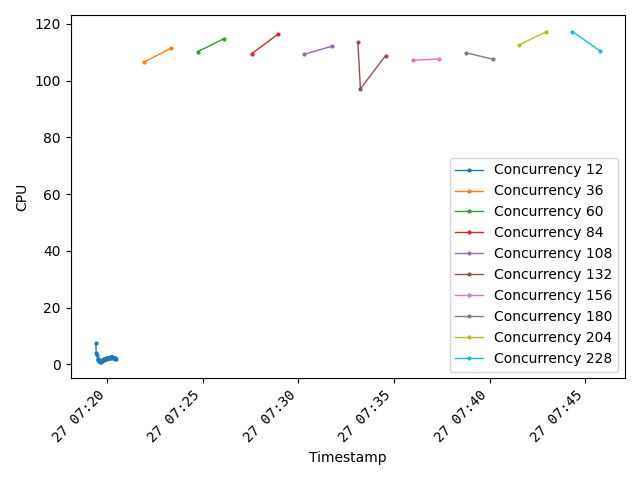 120
100
80
60
40
20
0
CPU
Concurrency 12
Concurrency 36
Concurrency 60
Concurrency 84
Concurrency 108
Concurrency 132
Concurrency 156
Concurrency 180
Concurrency 204
Concurrency 228
27 07:20
27 07:25
27 07:30
27 07:35
27 07:40
27 07:45
Timestamp